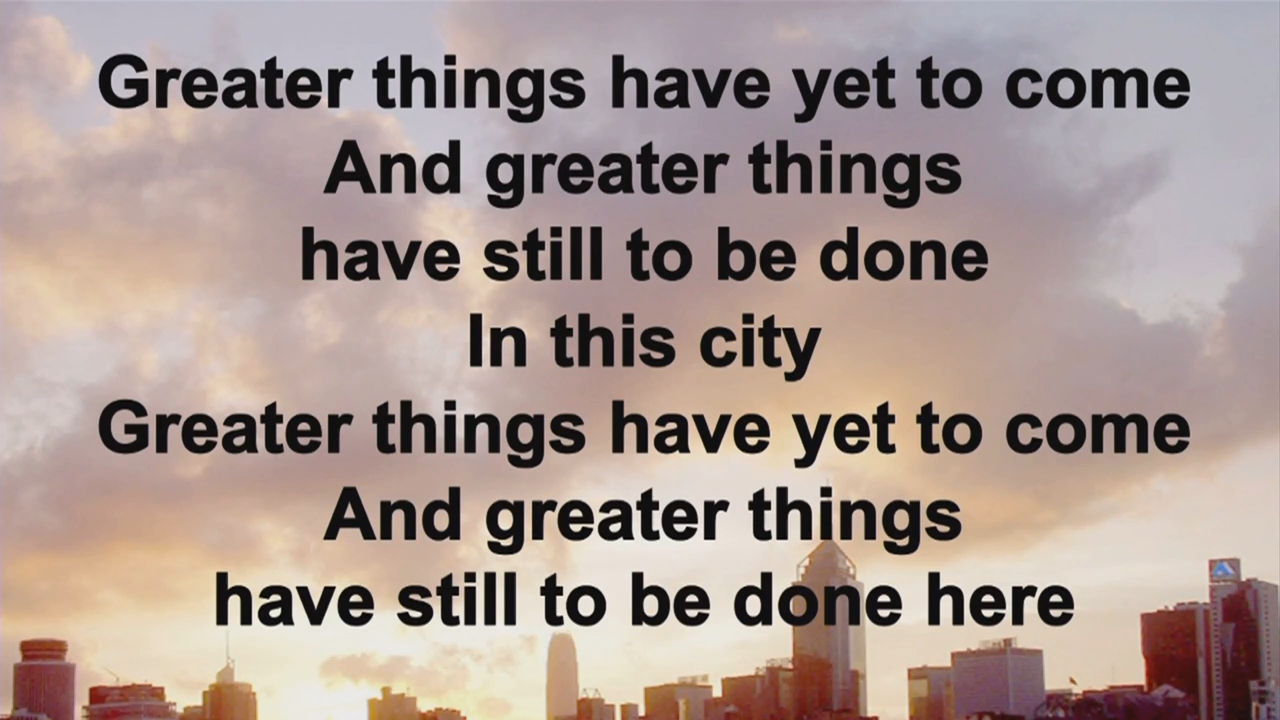 Greater things have yet to come
And greater things
have still to be done
In this city
Greater things have yet to come
And greater things
have still to be done here